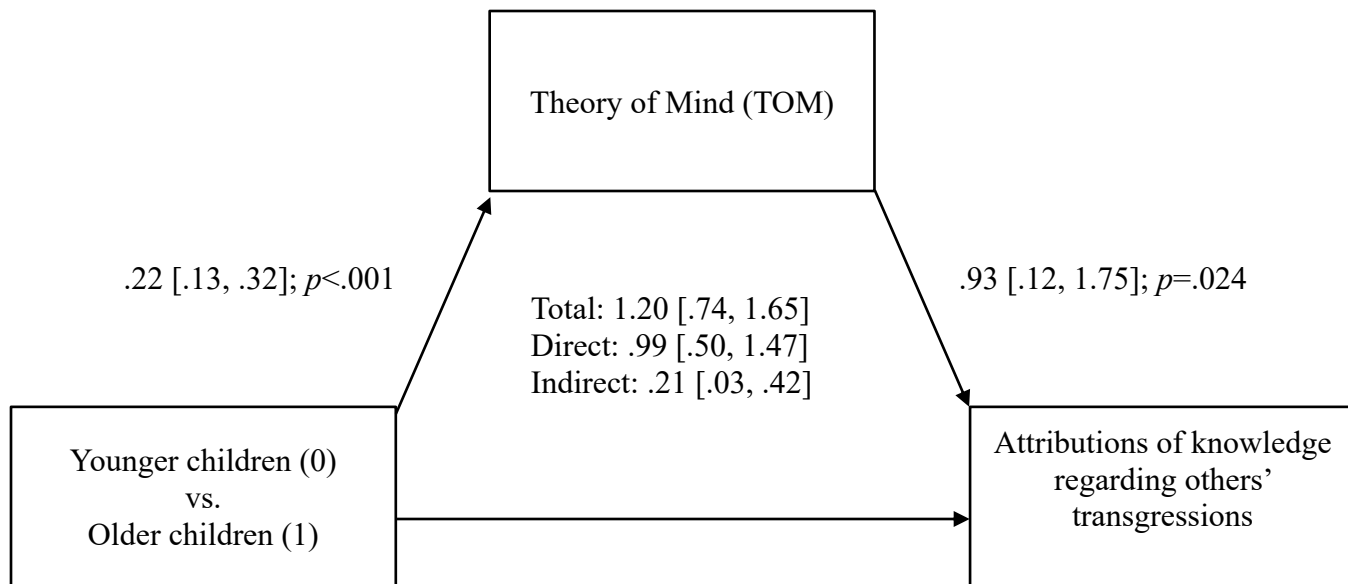 Theory of Mind (TOM)
.22 [.13, .32]; p<.001
.93 [.12, 1.75]; p=.024
Total: 1.20 [.74, 1.65]
Direct: .99 [.50, 1.47]
Indirect: .21 [.03, .42]
Younger children (0)
vs.
Older children (1)
Attributions of knowledge
regarding others’
transgressions